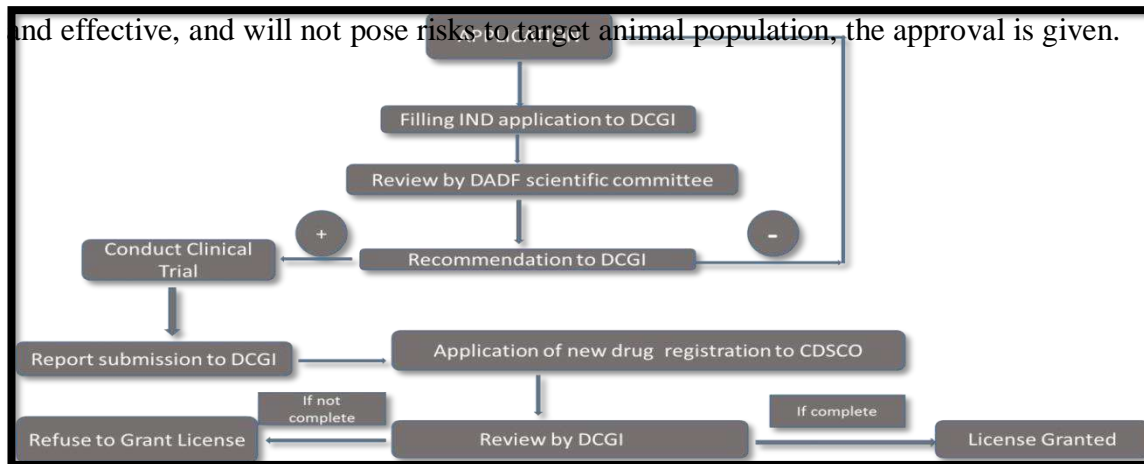 and effective, and will not pose risks to target animal population, the approval is given.
APPLICATION
Filling IND application to DCGI
Review by DADF scientific committee
+
-
Conduct Clinical
Trial
Recommendation to DCGI
Report submission to DCGI
Application of new drug registration to CDSCO
If not
complete
If complete
Refuse to Grant License
Review by DCGI
License Granted